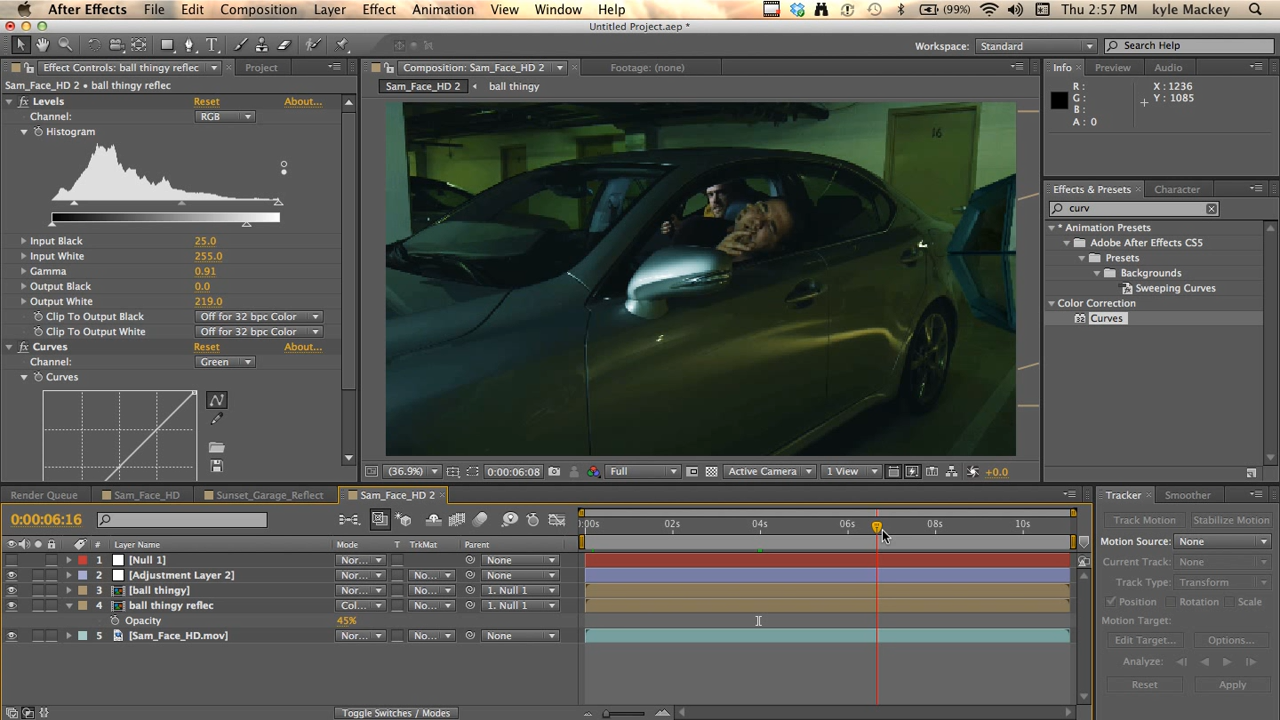 After Effects File Edit Composition Layer Effect Animation View Window Help (99%) Thu 2:57 PM kyle Mackey
Untitled Project.aep *
Workspace: Standard Search Help
Effect Controls: ball thingy reflec Project
Composition: Sam_Face_HD 2 Footage: (none)
Info Preview Audio
Sam_Face_HD 2 • ball thingy reflec
Sam_Face_HD 2 ball thingy
R : X : 1236
G : Y : 1085
B :
A : 0
fx Levels Reset About...
Channel: RGB
Histogram
Input Black 25.0
Input White 255.0
Gamma 0.91
Output Black 0.0
Output White 219.0
Clip To Output Black Off for 32 bpc Color
Clip To Output White Off for 32 bpc Color
fx Curves Reset About...
Channel: Green
Curves
J6
Effects & Presets Character
curv
* Animation Presets
Adobe After Effects CS5
Presets
Backgrounds
Sweeping Curves
Color Correction
32 Curves
(36.9%) 0:00:06:08 Full Active Camera 1 View +0.0
Render Queue Sam_Face_HD Sunset_Garage_Reflect Sam_Face_HD 2
0:00:06:16
:00s 02s 04s 06s 08s 10s
# Layer Name Mode T TrkMat Parent
1 [Null 1] Nor... None
2 [Adjustment Layer 2] Nor... No... None
3 [ball thingy] Nor... No... 1. Null 1
4 ball thingy reflec Col... No... 1. Null 1
Opacity 45%
5 [Sam_Face_HD.mov] Nor... No... None
Toggle Switches / Modes
Tracker Smoother
Track Motion Stabilize Motion
Motion Source: None
Current Track: None
Track Type: Transform
Position Rotation Scale
Motion Target:
Edit Target... Options...
Analyze:
Reset Apply